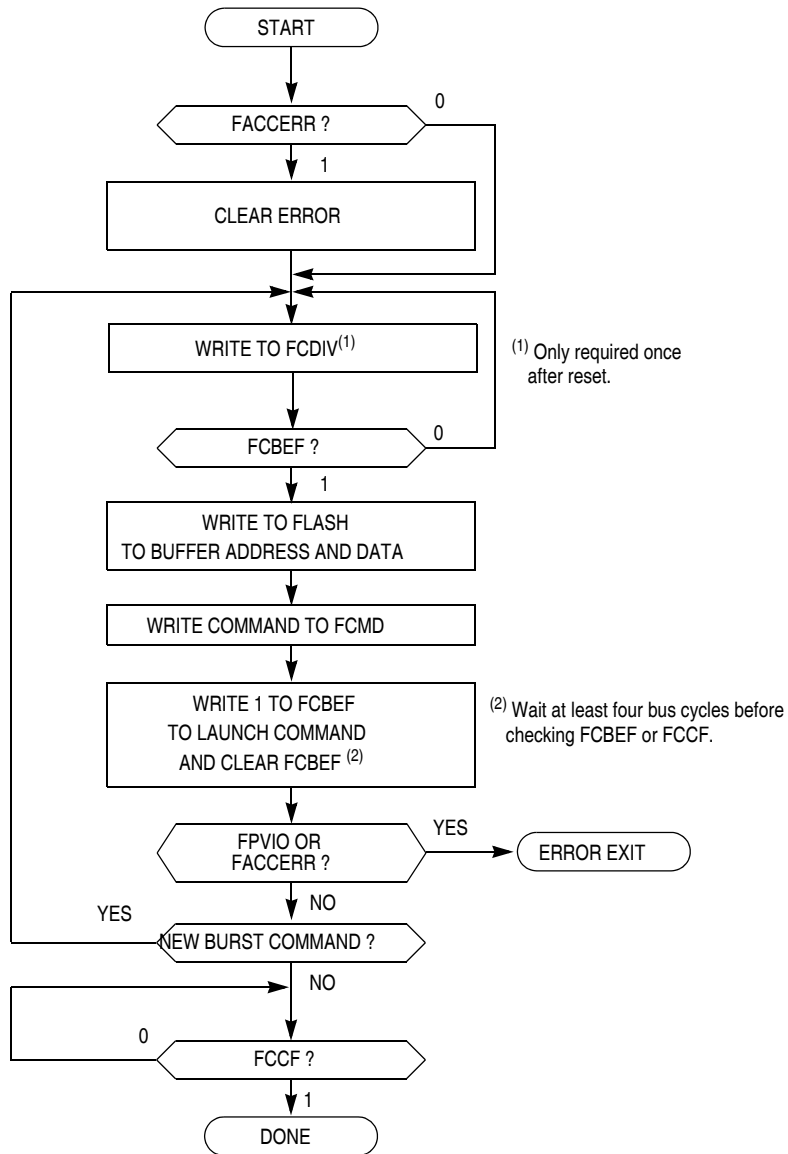 START
FACCERR ?
0
1
CLEAR ERROR
WRITE TO FCDIV(1)
(1) Only required once
after reset.
FCBEF ?
0
1
WRITE TO FLASH
TO BUFFER ADDRESS AND DATA
WRITE COMMAND TO FCMD
WRITE 1 TO FCBEF
TO LAUNCH COMMAND
AND CLEAR FCBEF (2)
(2) Wait at least four bus cycles before
checking FCBEF or FCCF.
FPVIO OR
FACCERR ?
YES
ERROR EXIT
NO
YES
NEW BURST COMMAND ?
NO
0
FCCF ?
1
DONE